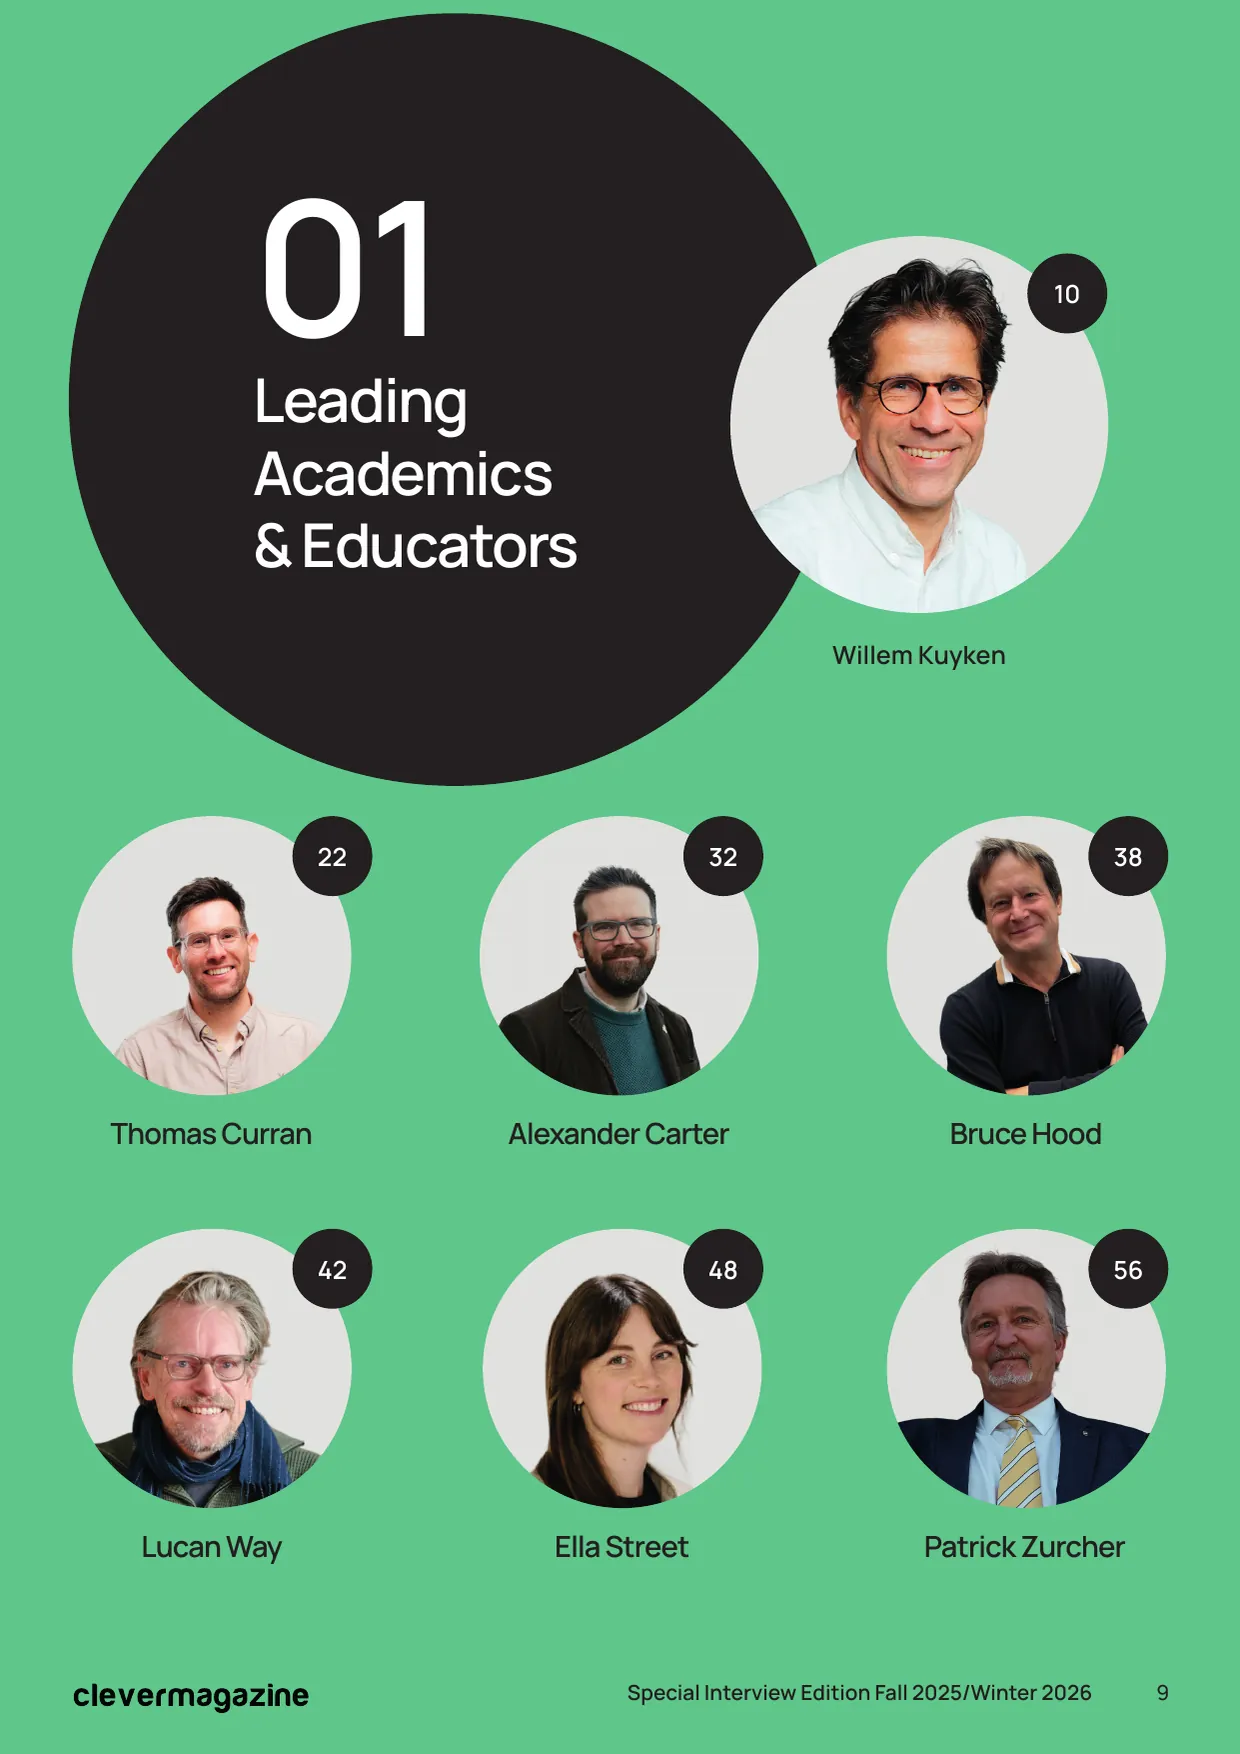 01
Leading
Academics
& Educators
10
Willem Kuyken
22
32
38
Thomas Curran
Alexander Carter
Bruce Hood
42
48
56
Lucan Way
Ella Street
Patrick Zurcher
clevermagazine
Special Interview Edition Fall 2025/Winter 2026
9